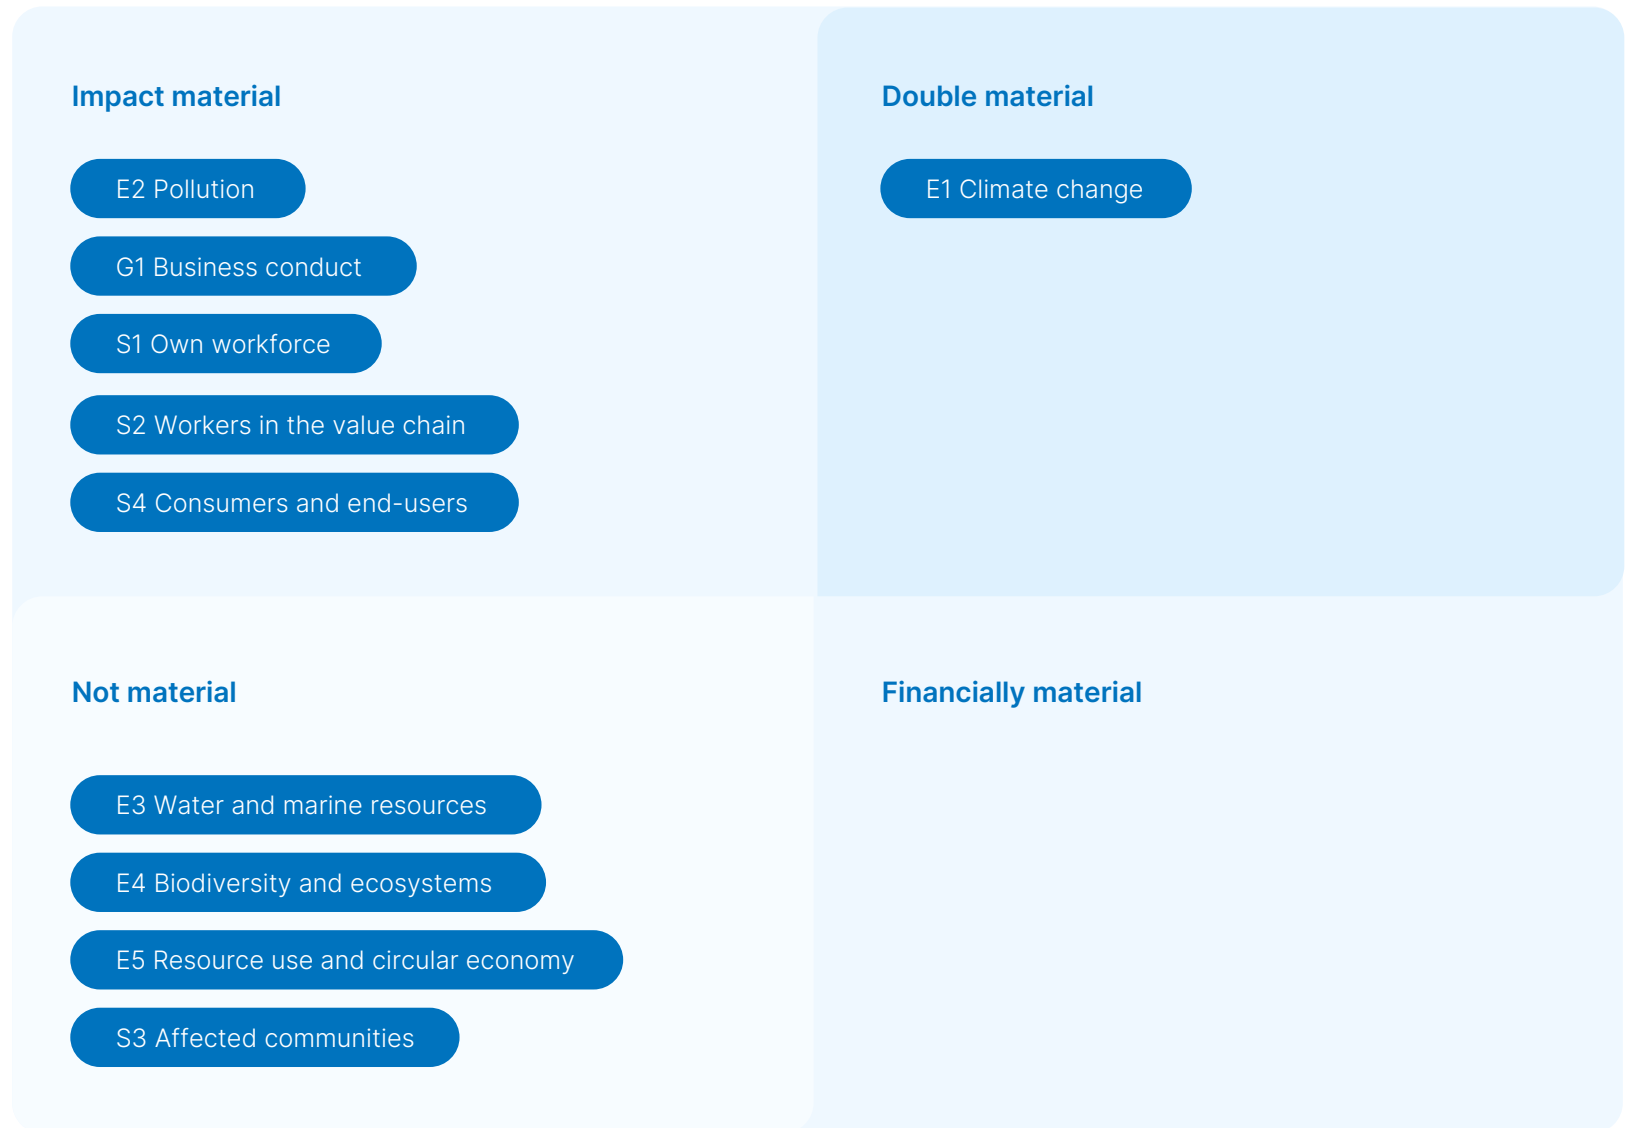 Impact material
E2 Pollution
G1 Business conduct
S1 Own workforce
S2 Workers in the value chain
S4 Consumers and end-users
Double material
E1 Climate change
Not material
E3 Water and marine resources
E4 Biodiversity and ecosystems
E5 Resource use and circular economy
S3 Affected communities
Financially material